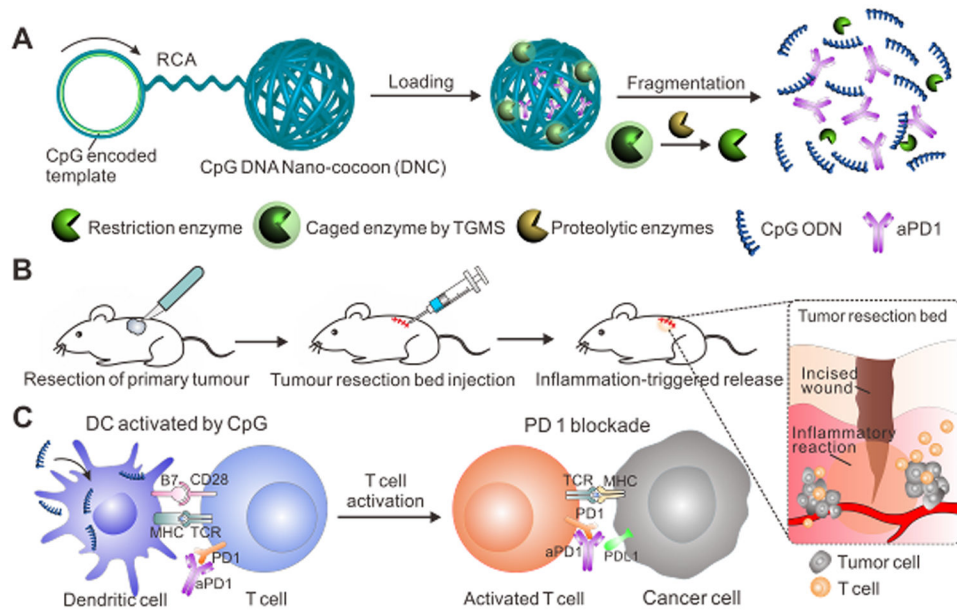 A
RCA
Loading
Fragmentation
CpG encoded
template
CpG DNA Nano-cocoon (DNC)
Restriction enzyme
Caged enzyme by TGMS
Proteolytic enzymes
CpG ODN
aPD1
B
Resection of primary tumour
Tumour resection bed injection
Inflammation-triggered release
Tumor resection bed
Incised
wound
Inflammatory
reaction
Tumor cell
T cell
C
DC activated by CpG
B7
CD28
MHC
TCR
PD1
aPD1
Dendritic cell
T cell
T cell
activation
PD 1 blockade
TCR
MHC
PD1
aPD1
PDL1
Activated T cell
Cancer cell